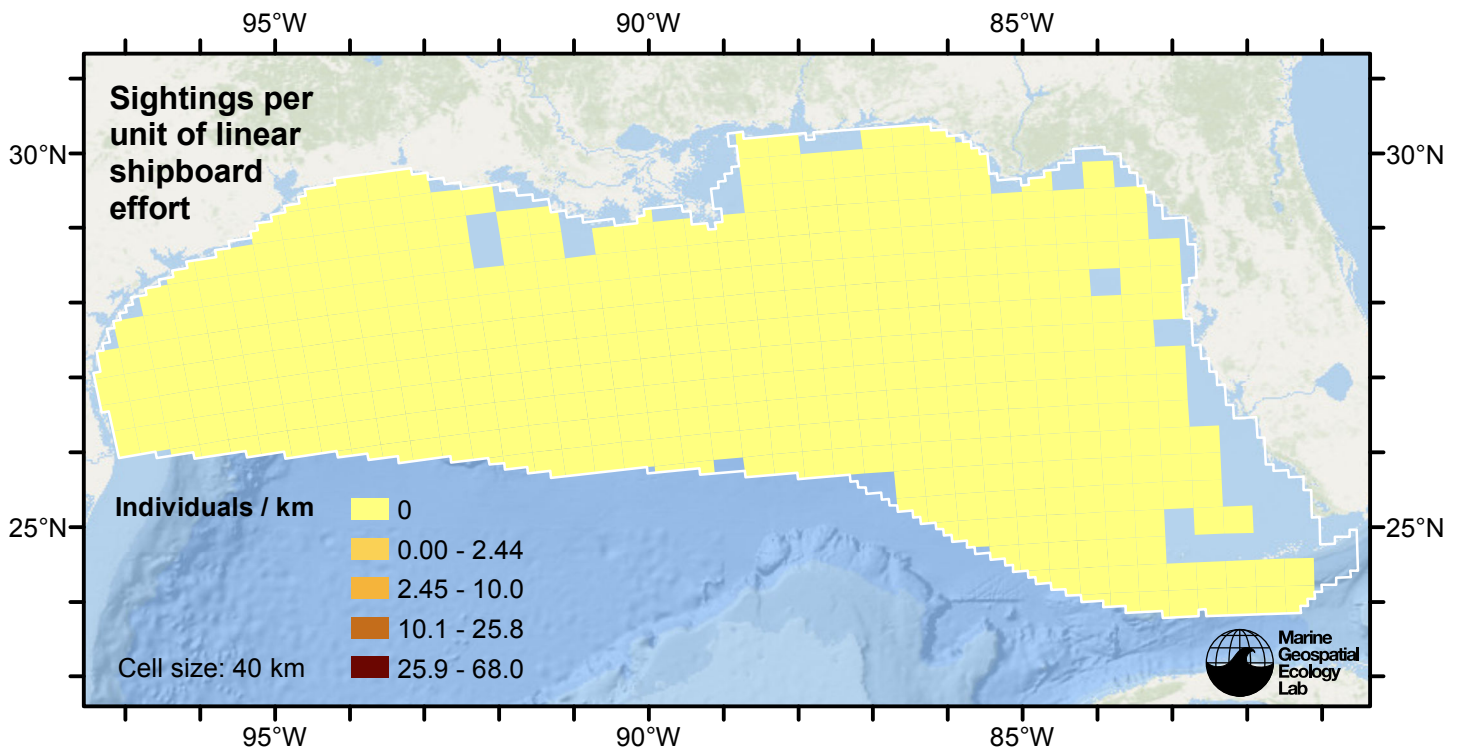 95°W
90°W
85°W
Sightings per
unit of linear
shipboard
effort
30°N
30°N
Individuals / km
0
25°N
25°N
0.00 - 2.44
2.45 - 10.0
10.1 - 25.8
Cell size: 40 km
25.9 - 68.0
Marine
Geospatial
Ecology
Lab
95°W
90°W
85°W